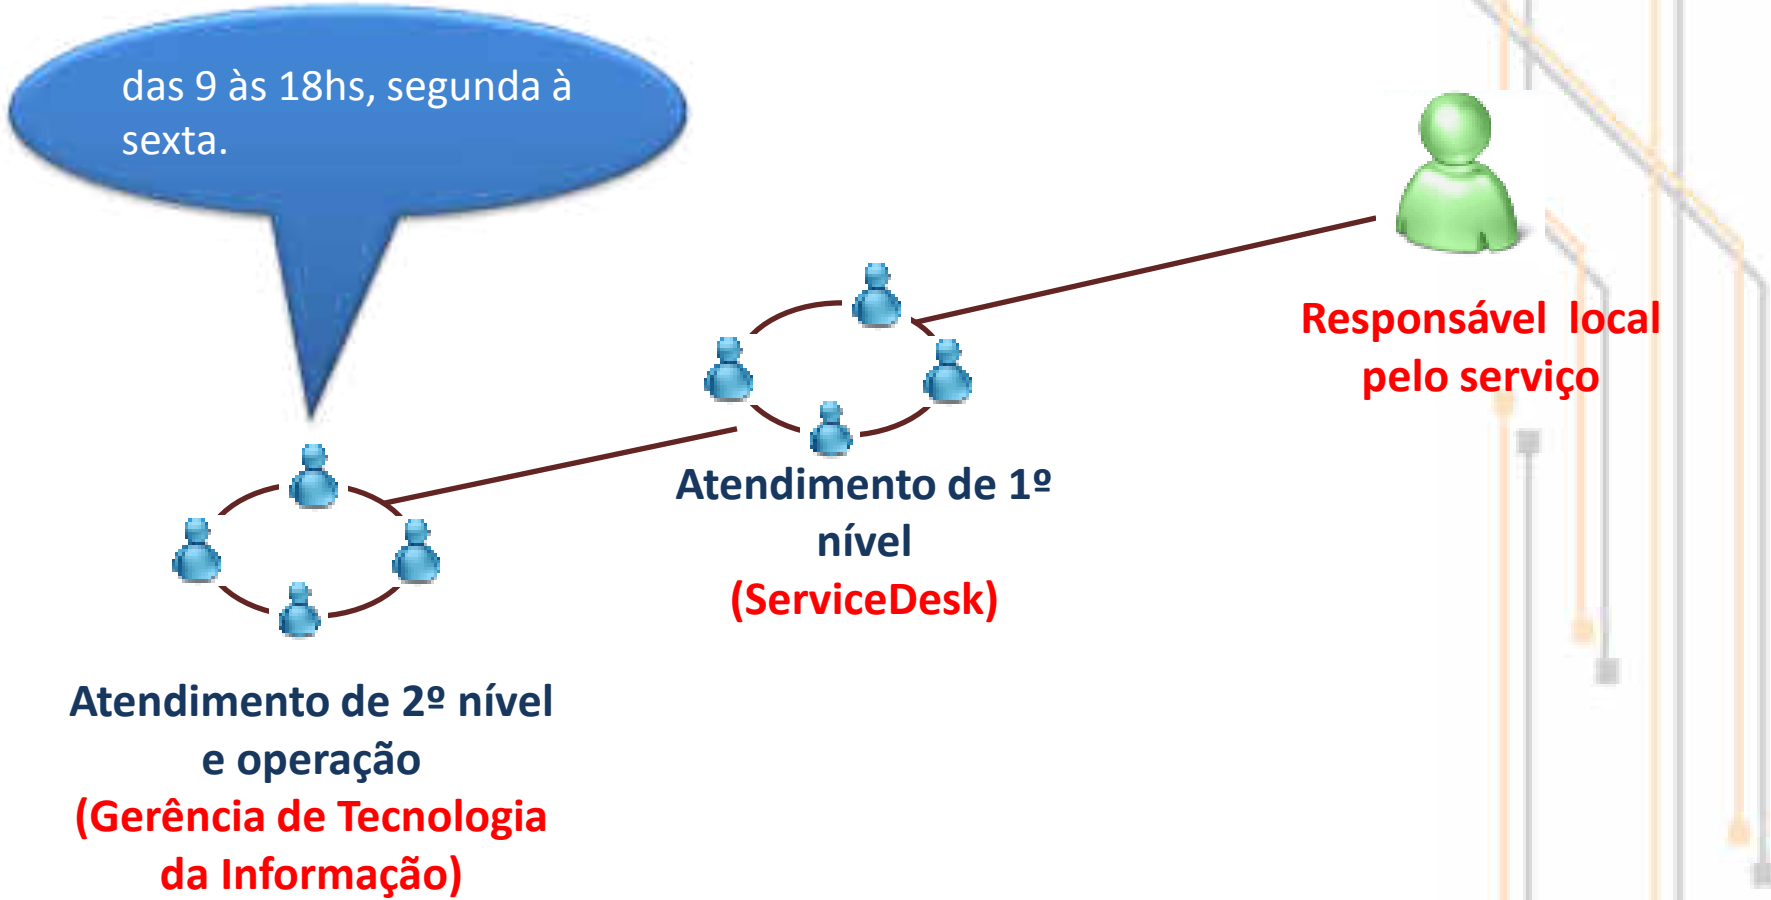 das 9 às 18hs, segunda à
sexta.
Responsável  local
pelo serviço
Atendimento de 1º
nível
(ServiceDesk)
Atendimento de 2º nível
e operação
(Gerência de Tecnologia
da Informação)